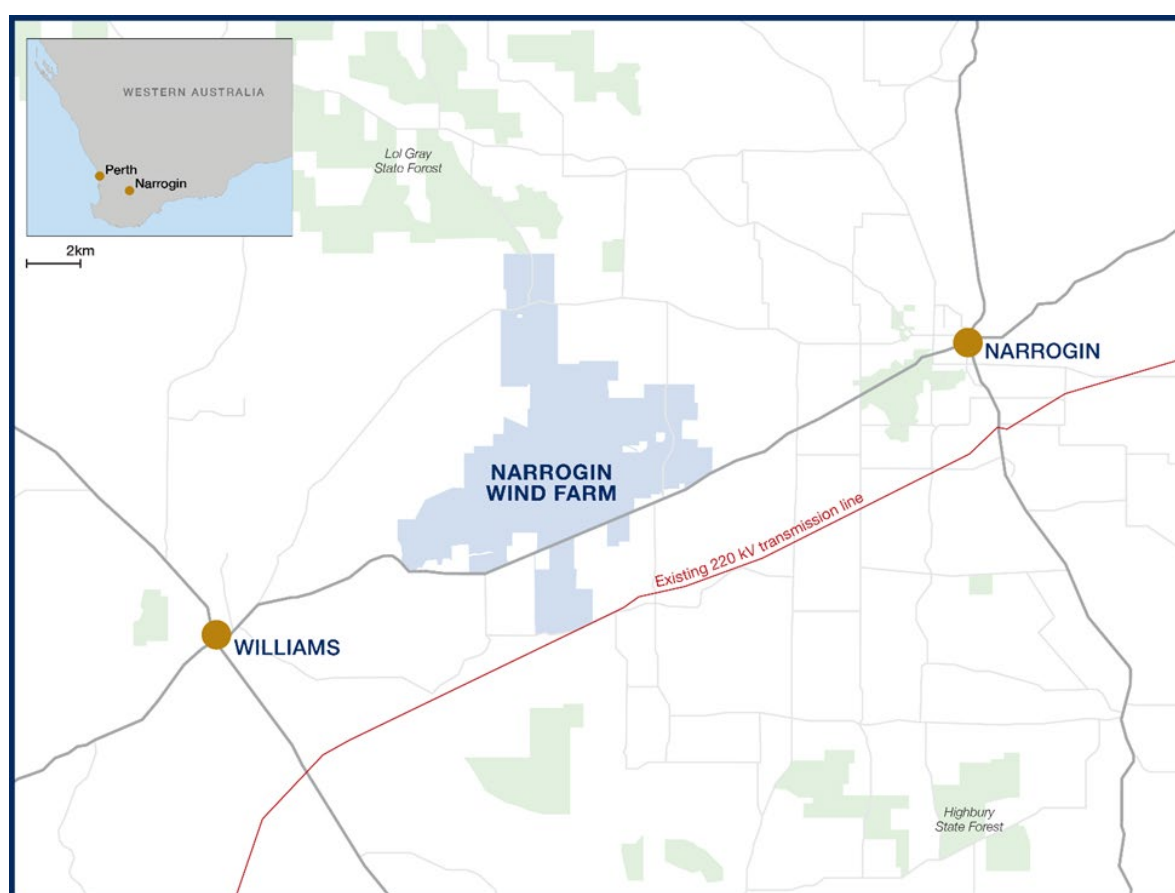 WESTERN AUSTRALIA
Perth
Narrogin
2km
Lol Gray
State Forest
NARROGIN
NARROGIN
WIND FARM
Existing 220 kV transmission line
WILLIAMS
Highbury
State Forest